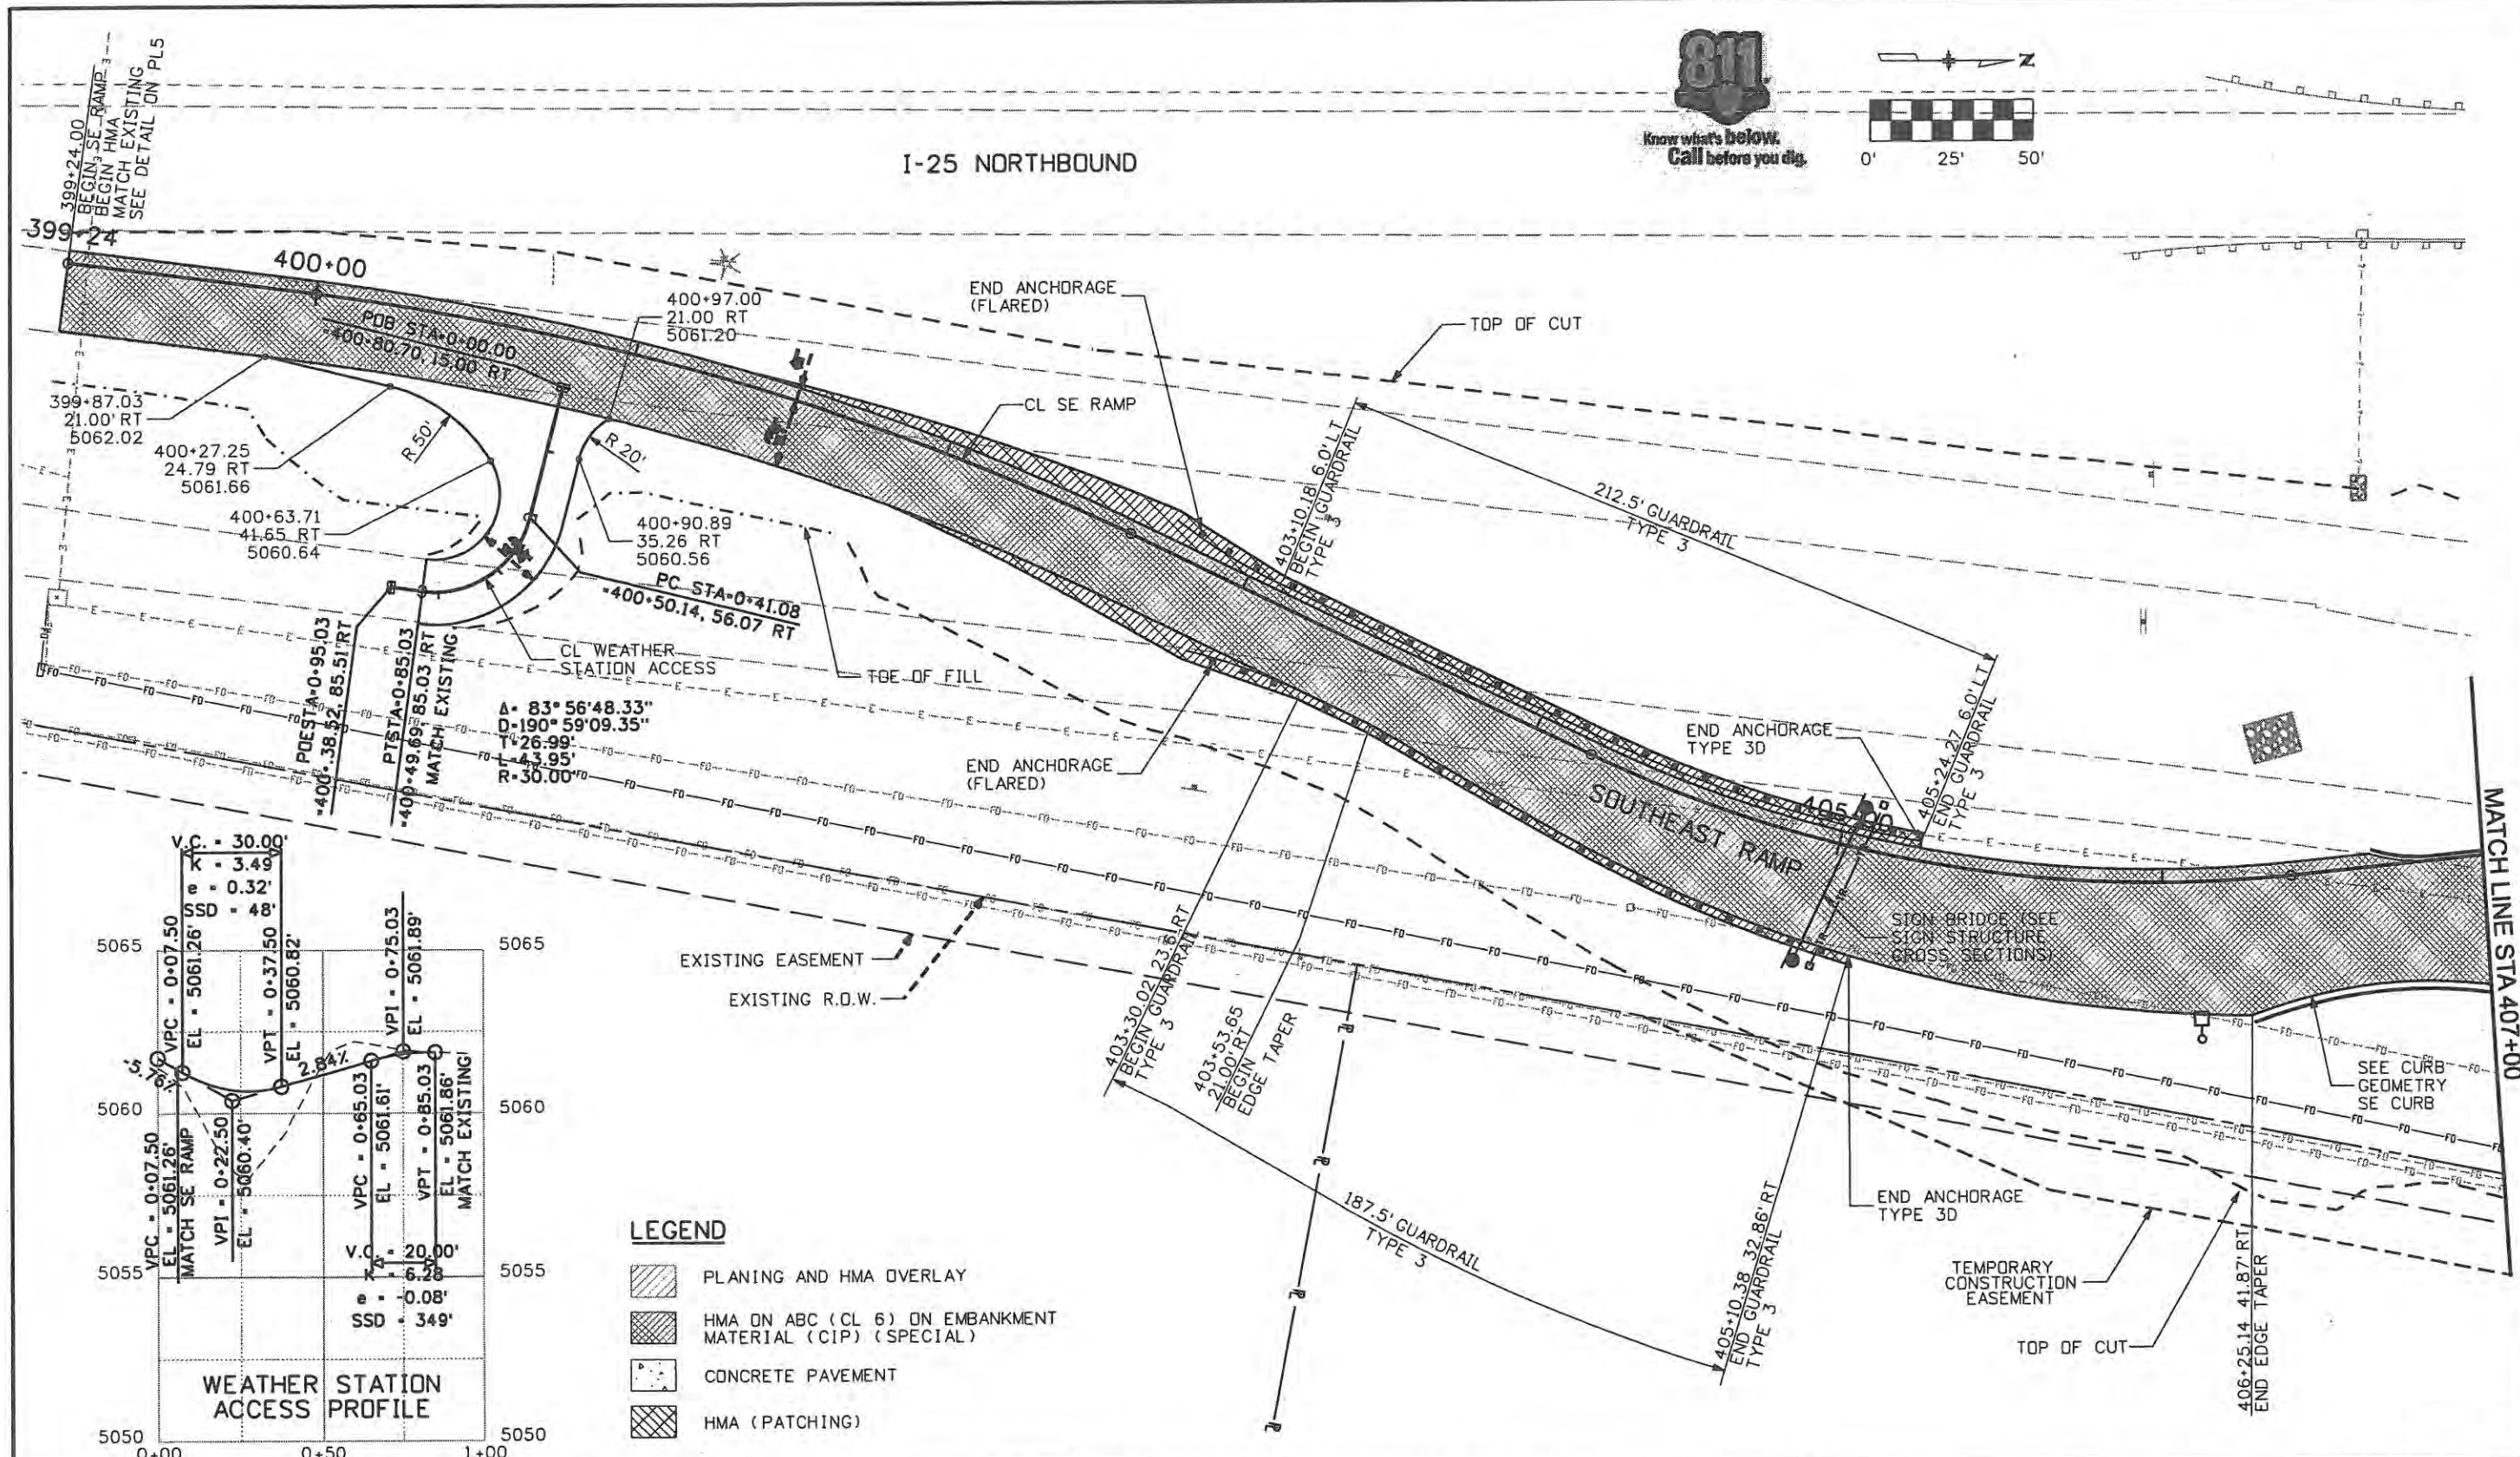 399+24.00
BEGIN SE RAMP
BEGIN HMA
MATCH EXISTING
SEE DETAIL ON PL5
811
Know what's below.
Call before you dig.
N
0' 25' 50'
I-25 NORTHBOUND
399+24
400+00
POB STA=0+00.00
=400+80.70, 15.00 RT
400+97.00
21.00 RT
5061.20
END ANCHORAGE
(FLARED)
TOP OF CUT
CL SE RAMP
399+87.03
21.00' RT
5062.02
R 50'
R 20'
400+27.25
24.79 RT
5061.66
400+63.71
41.65 RT
5060.64
400+90.89
35.26 RT
5060.56
PC STA=0+41.08
=400+50.14, 56.07 RT
403+10.18 6.0' LT
BEGIN GUARDRAIL
TYPE 3
212.5' GUARDRAIL
TYPE 3
POESTA=0+95.03
=400+38.52, 85.51'RT
PTSTA=0+85.03
=400+49.69, 85.03 'RT
MATCH EXISTING
CL WEATHER
STATION ACCESS
TOE OF FILL
Δ= 83° 56'48.33"
D=190° 59'09.35"
T=26.99'
L=43.95'
R=30.00'
END ANCHORAGE
(FLARED)
END ANCHORAGE
TYPE 3D
405+24.27 6.0' LT
END GUARDRAIL
TYPE 3
SOUTHEAST RAMP
SIGN BRIDGE (SEE
SIGN STRUCTURE
CROSS SECTIONS)
MATCH LINE STA 407+00
EXISTING EASEMENT
EXISTING R.O.W.
403+30.02 23.61 RT
BEGIN GUARDRAIL
TYPE 3
403+53.65
21.00' RT
BEGIN
EDGE TAPER
187.5' GUARDRAIL
TYPE 3
405+10.38 32.86' RT
END GUARDRAIL
TYPE 3
SEE CURB
GEOMETRY
SE CURB
END ANCHORAGE
TYPE 3D
TEMPORARY
CONSTRUCTION
EASEMENT
TOP OF CUT
406+25.14 41.87' RT
END EDGE TAPER
V.C. = 30.00'
K = 3.49
e = 0.32'
SSD = 48'
VPC = 0+07.50
EL = 5061.26'
VPT = 0+37.50
EL = 5060.82'
VPI = 0+75.03
EL = 5061.89'
5065 5065
-5.76%
2.84%
5060 5060
VPC = 0+07.50
EL = 5061.26'
MATCH SE RAMP
VPI = 0+22.50
EL = 5060.40'
VPC = 0+65.03
EL = 5061.61'
VPT = 0+85.03
EL = 5061.86'
MATCH EXISTING
V.C. = 20.00'
K = 6.28
e = -0.08'
SSD = 349'
5055 5055
WEATHER STATION
ACCESS PROFILE
5050 5050
0+00 0+50 1+00
LEGEND
PLANING AND HMA OVERLAY
HMA ON ABC (CL 6) ON EMBANKMENT
MATERIAL (CIP) (SPECIAL)
CONCRETE PAVEMENT
HMA (PATCHING)